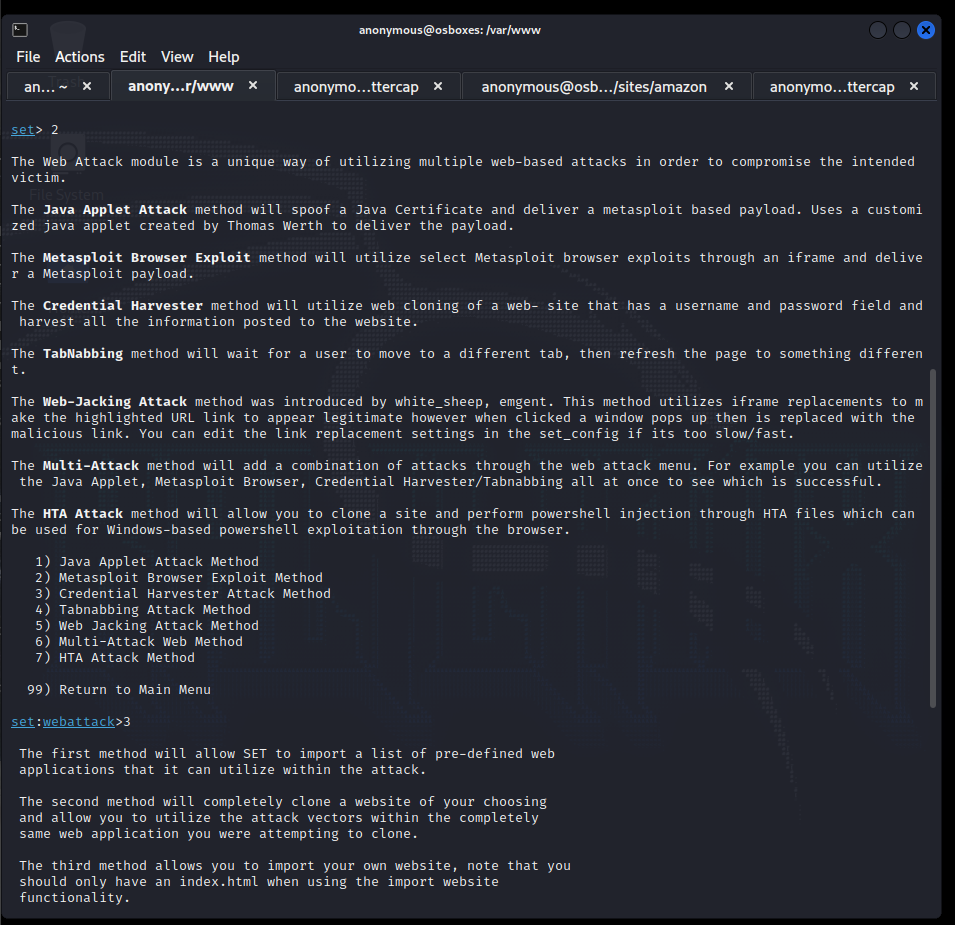 anonymous@osboxes: /var/www
File Actions Edit View Help
an... ~ × anony...r/www × anonymo...ttercap × anonymous@osb.../sites/amazon × anonymo...ttercap ×
Trash
File System
set> 2
The Web Attack module is a unique way of utilizing multiple web-based attacks in order to compromise the intended
victim.
The Java Applet Attack method will spoof a Java Certificate and deliver a metasploit based payload. Uses a customi
zed java applet created by Thomas Werth to deliver the payload.
The Metasploit Browser Exploit method will utilize select Metasploit browser exploits through an iframe and delive
r a Metasploit payload.
The Credential Harvester method will utilize web cloning of a web- site that has a username and password field and
harvest all the information posted to the website.
The TabNabbing method will wait for a user to move to a different tab, then refresh the page to something differen
t.
The Web-Jacking Attack method was introduced by white_sheep, emgent. This method utilizes iframe replacements to m
ake the highlighted URL link to appear legitimate however when clicked a window pops up then is replaced with the
malicious link. You can edit the link replacement settings in the set_config if its too slow/fast.
The Multi-Attack method will add a combination of attacks through the web attack menu. For example you can utilize
the Java Applet, Metasploit Browser, Credential Harvester/Tabnabbing all at once to see which is successful.
The HTA Attack method will allow you to clone a site and perform powershell injection through HTA files which can
be used for Windows-based powershell exploitation through the browser.
1) Java Applet Attack Method
2) Metasploit Browser Exploit Method
3) Credential Harvester Attack Method
4) Tabnabbing Attack Method
5) Web Jacking Attack Method
6) Multi-Attack Web Method
7) HTA Attack Method
99) Return to Main Menu
set:webattack>3
The first method will allow SET to import a list of pre-defined web
applications that it can utilize within the attack.
The second method will completely clone a website of your choosing
and allow you to utilize the attack vectors within the completely
same web application you were attempting to clone.
The third method allows you to import your own website, note that you
should only have an index.html when using the import website
functionality.